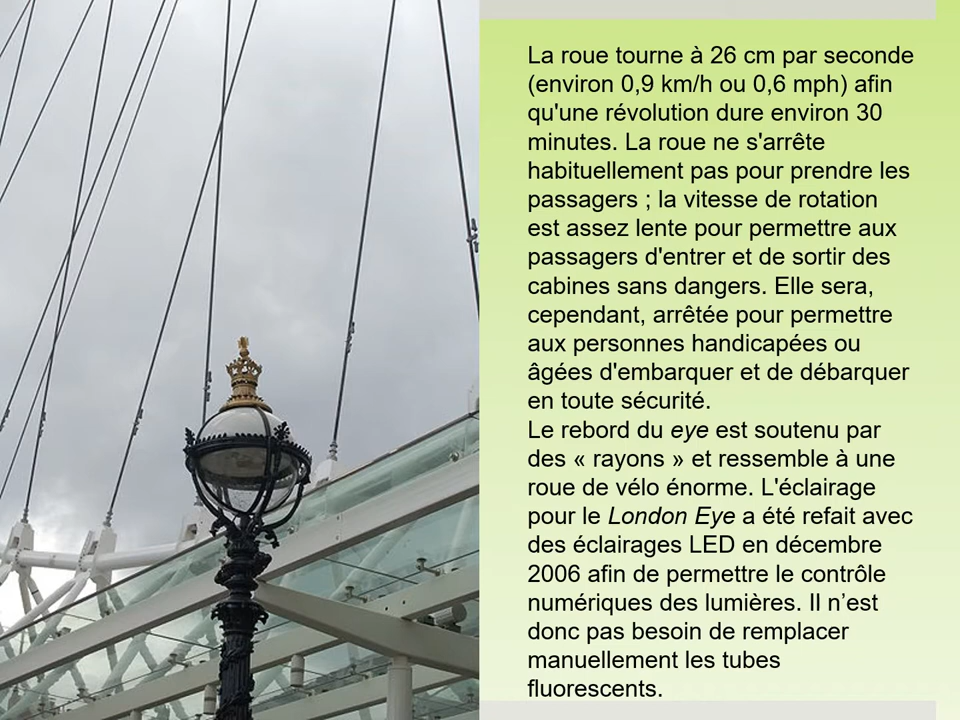 La roue tourne à 26 cm par seconde
(environ 0,9 km/h ou 0,6 mph) afin
qu'une révolution dure environ 30
minutes. La roue ne s'arrête
habituellement pas pour prendre les
passagers ; la vitesse de rotation
est assez lente pour permettre aux
passagers d'entrer et de sortir des
cabines sans dangers. Elle sera,
cependant, arrêtée pour permettre
aux personnes handicapées ou
âgées d'embarquer et de débarquer
en toute sécurité.
Le rebord du eye est soutenu par
des « rayons » et ressemble à une
roue de vélo énorme. L'éclairage
pour le London Eye a été refait avec
des éclairages LED en décembre
2006 afin de permettre le contrôle
numériques des lumières. Il n’est
donc pas besoin de remplacer
manuellement les tubes
fluorescents.